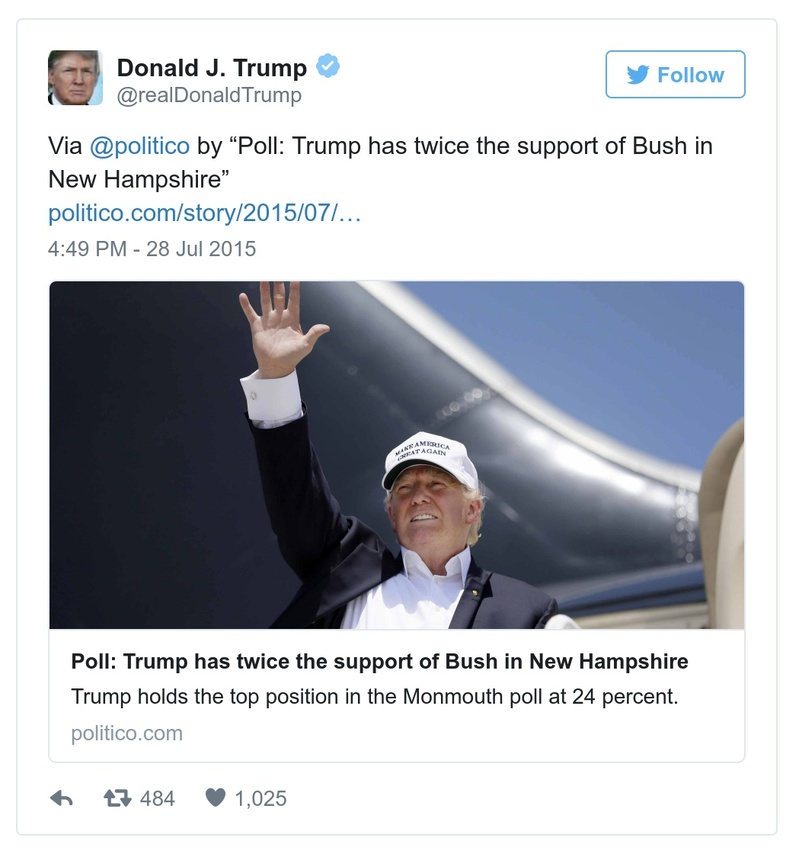 Donald J. Trump
@realDonaldTrump
Follow
Via @politico by “Poll: Trump has twice the support of Bush in
New Hampshire”
politico.com/story/2015/07/…
4:49 PM - 28 Jul 2015
MAKE AMERICA
GREAT AGAIN
Poll: Trump has twice the support of Bush in New Hampshire
Trump holds the top position in the Monmouth poll at 24 percent.
politico.com
484 1,025